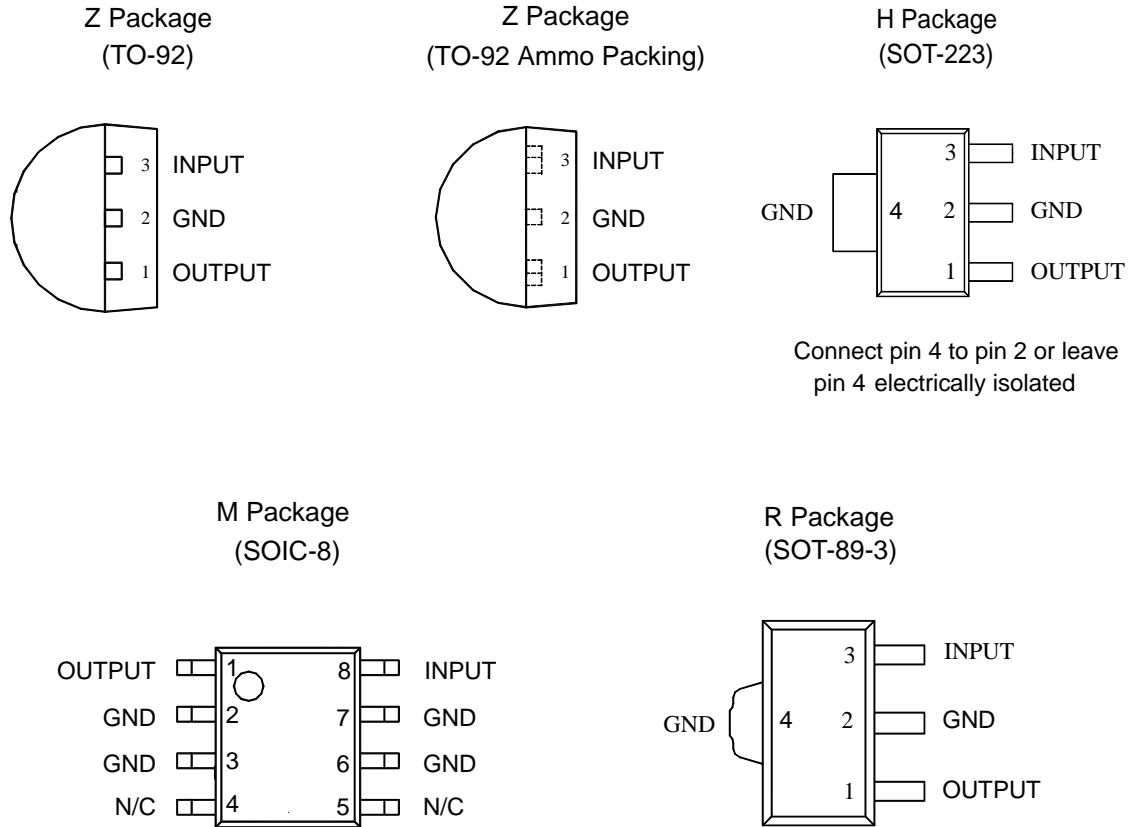 Z Package
(TO-92)
3 INPUT
2 GND
1 OUTPUT
Z Package
(TO-92 Ammo Packing)
3 INPUT
2 GND
1 OUTPUT
H Package
(SOT-223)
3 INPUT
GND 4 2 GND
1 OUTPUT
Connect pin 4 to pin 2 or leave
pin 4 electrically isolated
M Package
(SOIC-8)
OUTPUT 1 8 INPUT
GND 2 7 GND
GND 3 6 GND
N/C 4 5 N/C
R Package
(SOT-89-3)
3 INPUT
GND 4 2 GND
1 OUTPUT